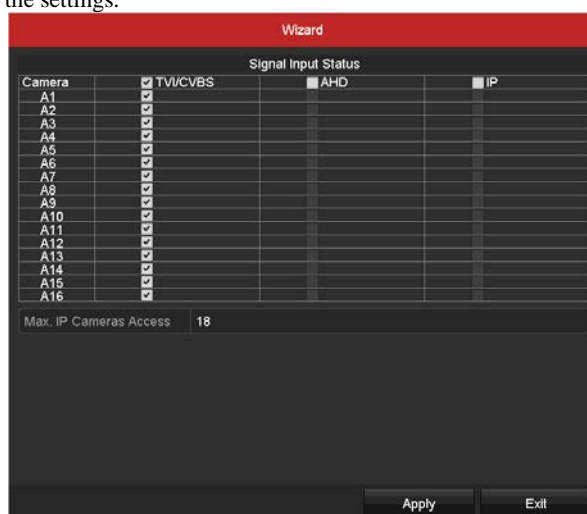 the settings.
Wizard
Signal Input Status
Camera TVI/CVBS AHD IP
A1
A2
A3
A4
A5
A6
A7
A8
A9
A10
A11
A12
A13
A14
A15
A16
Max. IP Cameras Access 18
Apply Exit